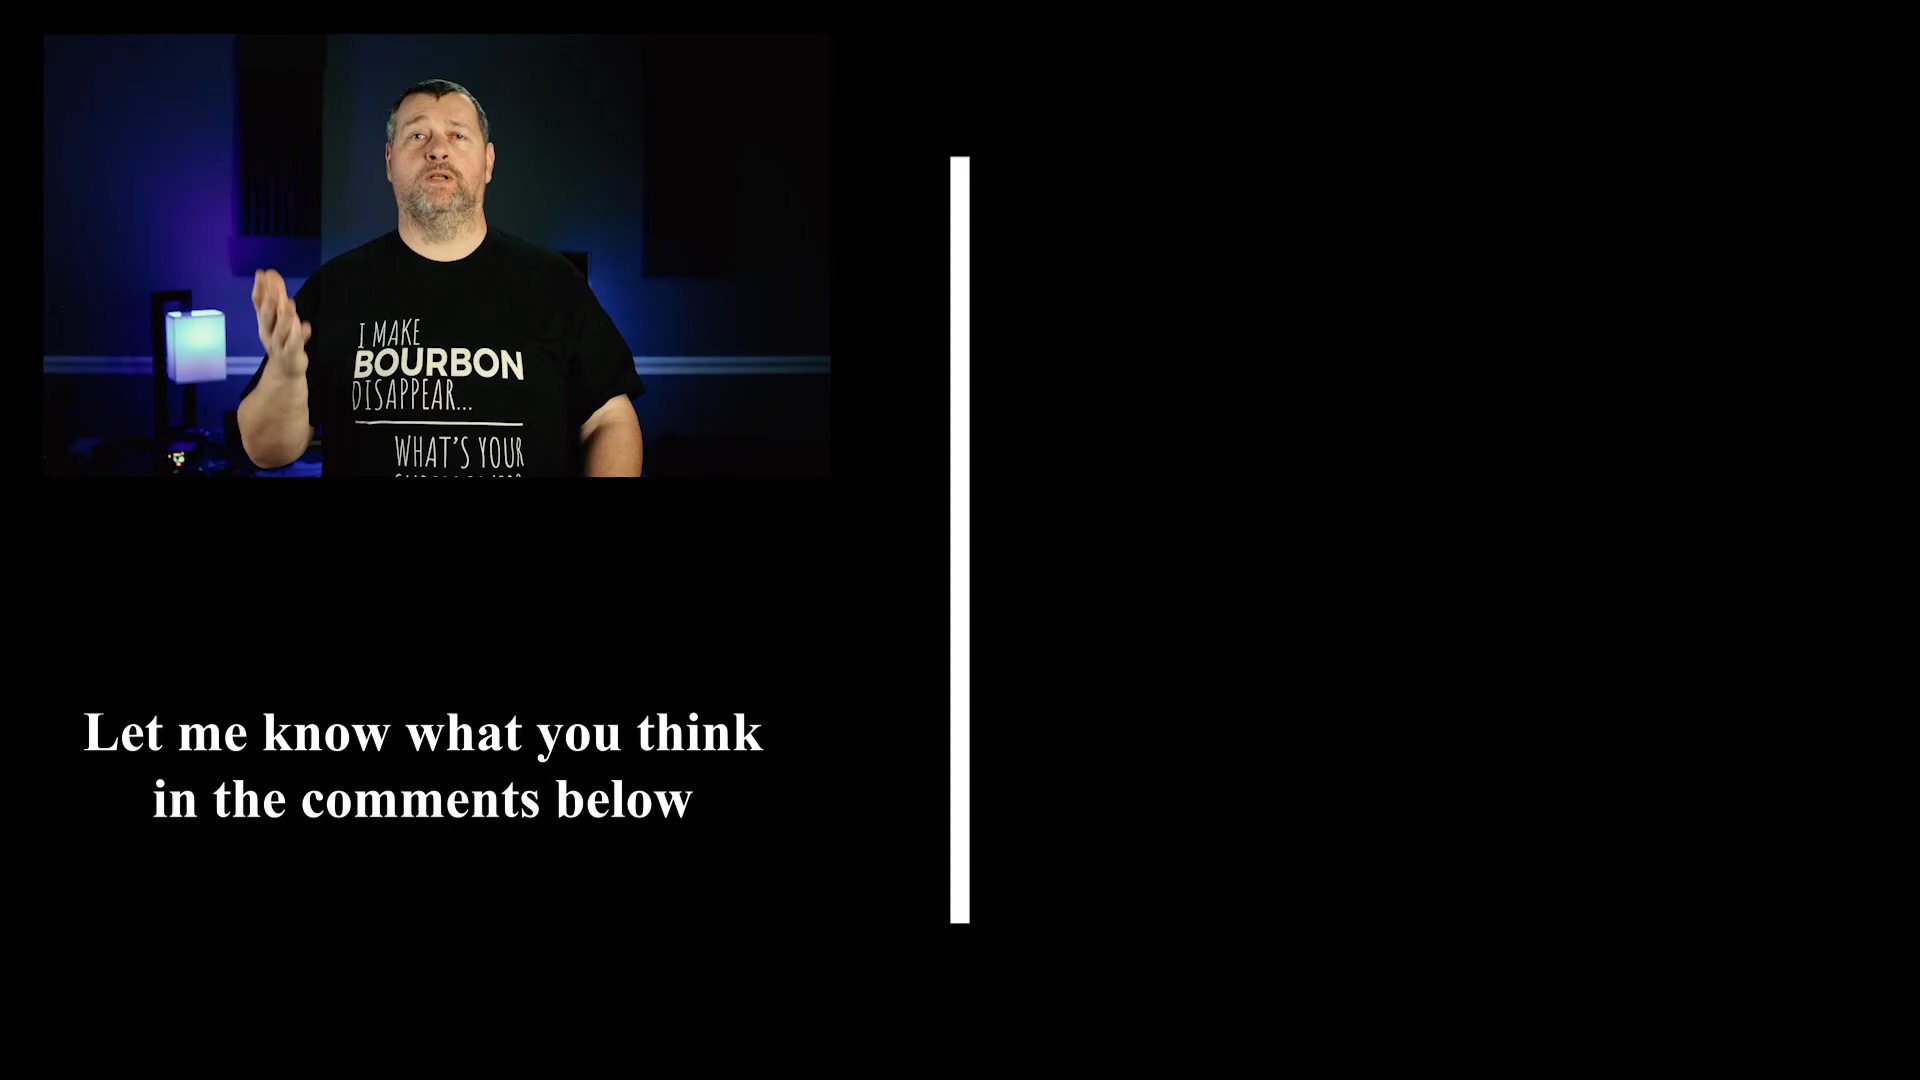 I MAKE
BOURBON
DISAPPEAR...
WHAT'S YOUR
Let me know what you think
in the comments below